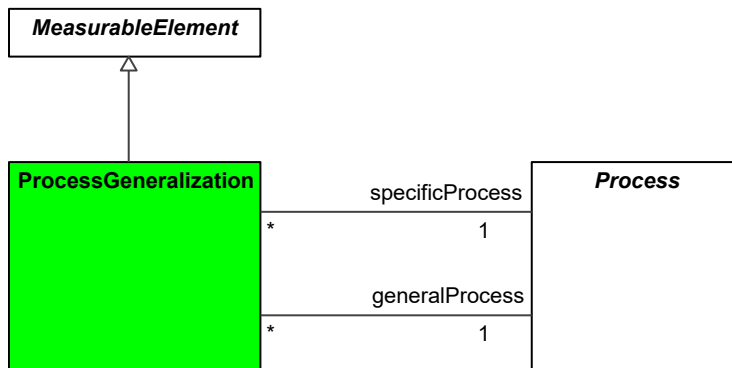 MeasurableElement
ProcessGeneralization
Process
specificProcess
* 1
generalProcess
* 1